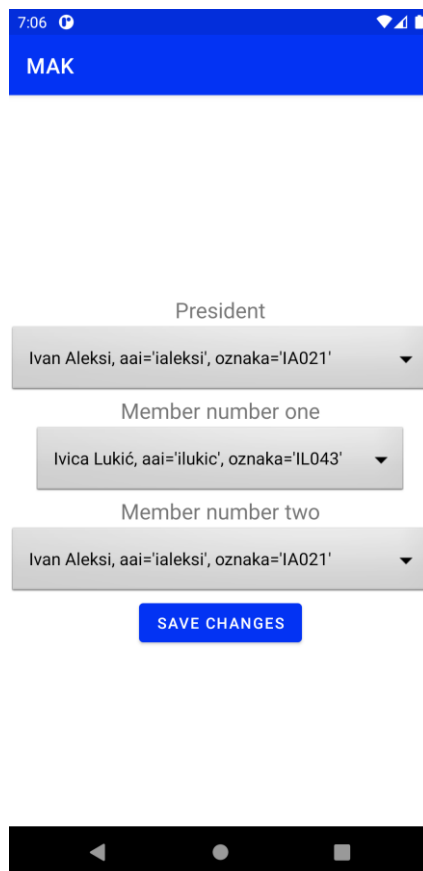 7:06
MAK
President
Ivan Aleksi, aai='ialeksi', oznaka='IA021'
Member number one
Ivica Lukić, aai='ilukic', oznaka='IL043'
Member number two
Ivan Aleksi, aai='ialeksi', oznaka='IA021'
SAVE CHANGES